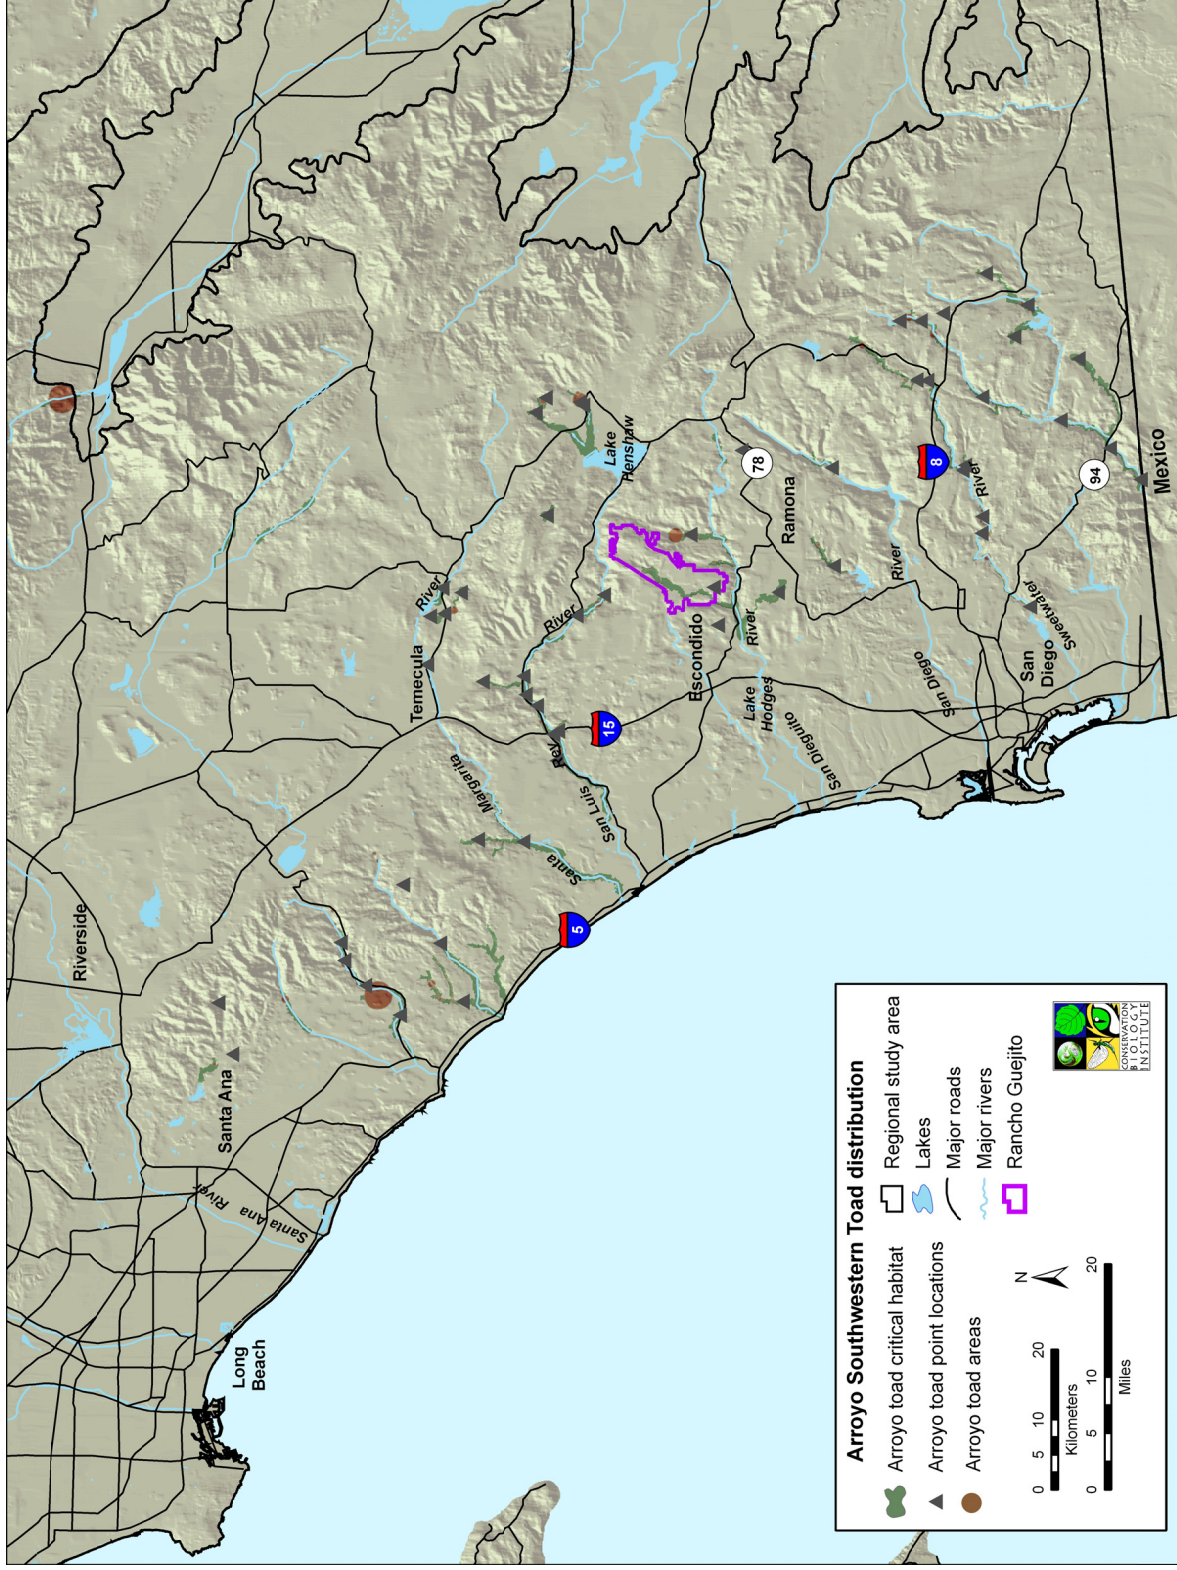 Riverside
Santa Ana
Santa Ana
River
Long
Beach
Temecula
River
Margarita
Santa
San Luis
Rey
River
Lake
Henshaw
15
5
Escondido
Lake
Hodges
River
San Dieguito
78
Ramona
River
San Diego
8
River
Sweetwater
San
Diego
94
Mexico
Arroyo Southwestern Toad distribution
Arroyo toad critical habitat
Arroyo toad point locations
Arroyo toad areas
Regional study area
Lakes
Major roads
Major rivers
Rancho Guejito
N
0 5 10 20
Kilometers
0 5 10 20
Miles
CONSERVATION
BIOLOGY
INSTITUTE